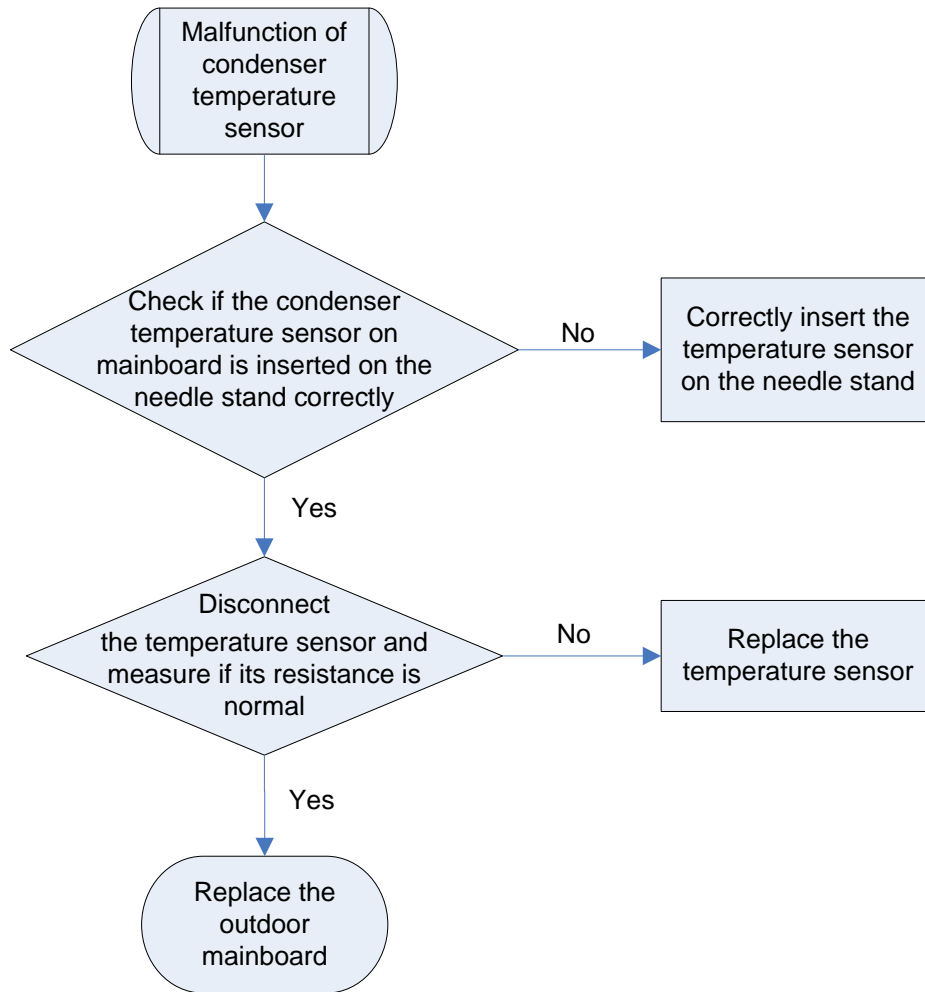 Malfunction of
condenser
temperature
sensor
Check if the condenser
temperature sensor on
mainboard is inserted on the
needle stand correctly
No
Correctly insert the
temperature sensor
on the needle stand
Yes
Disconnect
the temperature sensor and
measure if its resistance is
normal
No
Replace the
temperature sensor
Yes
Replace the
outdoor
mainboard